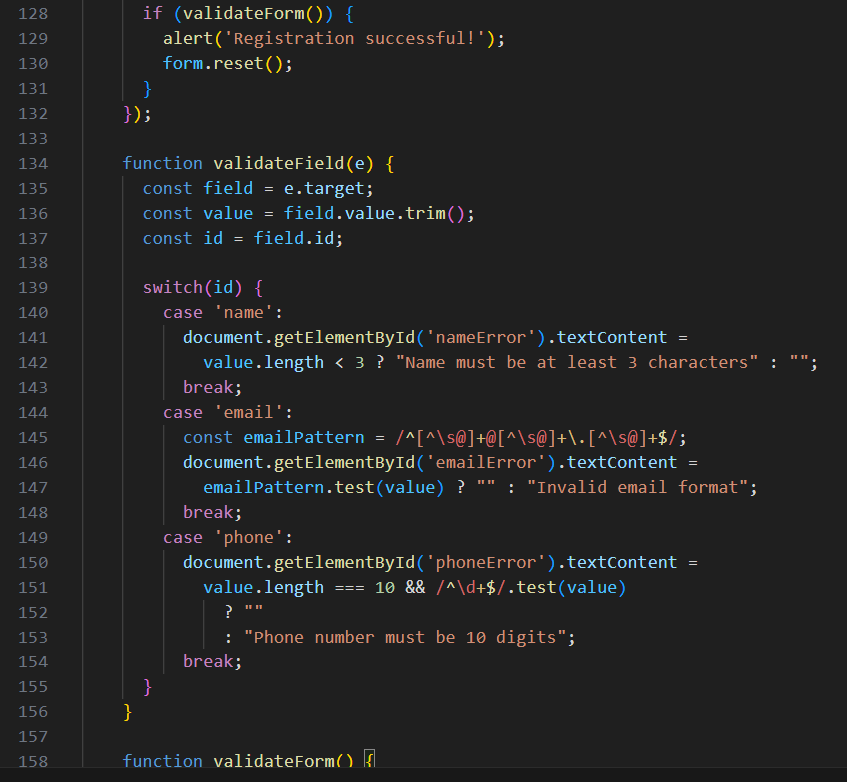 128 if (validateForm()) {
129 alert('Registration successful!');
130 form.reset();
131 }
132 });
133
134 function validateField(e) {
135 const field = e.target;
136 const value = field.value.trim();
137 const id = field.id;
138
139 switch(id) {
140 case 'name':
141 document.getElementById('nameError').textContent =
142 value.length < 3 ? "Name must be at least 3 characters" : "";
143 break;
144 case 'email':
145 const emailPattern = /^[^\s@]+@[^\s@]+\.[^\s@]+$/;
146 document.getElementById('emailError').textContent =
147 emailPattern.test(value) ? "" : "Invalid email format";
148 break;
149 case 'phone':
150 document.getElementById('phoneError').textContent =
151 value.length === 10 && /^\d+$/.test(value)
152 ? ""
153 : "Phone number must be 10 digits";
154 break;
155 }
156 }
157
158 function validateForm() {